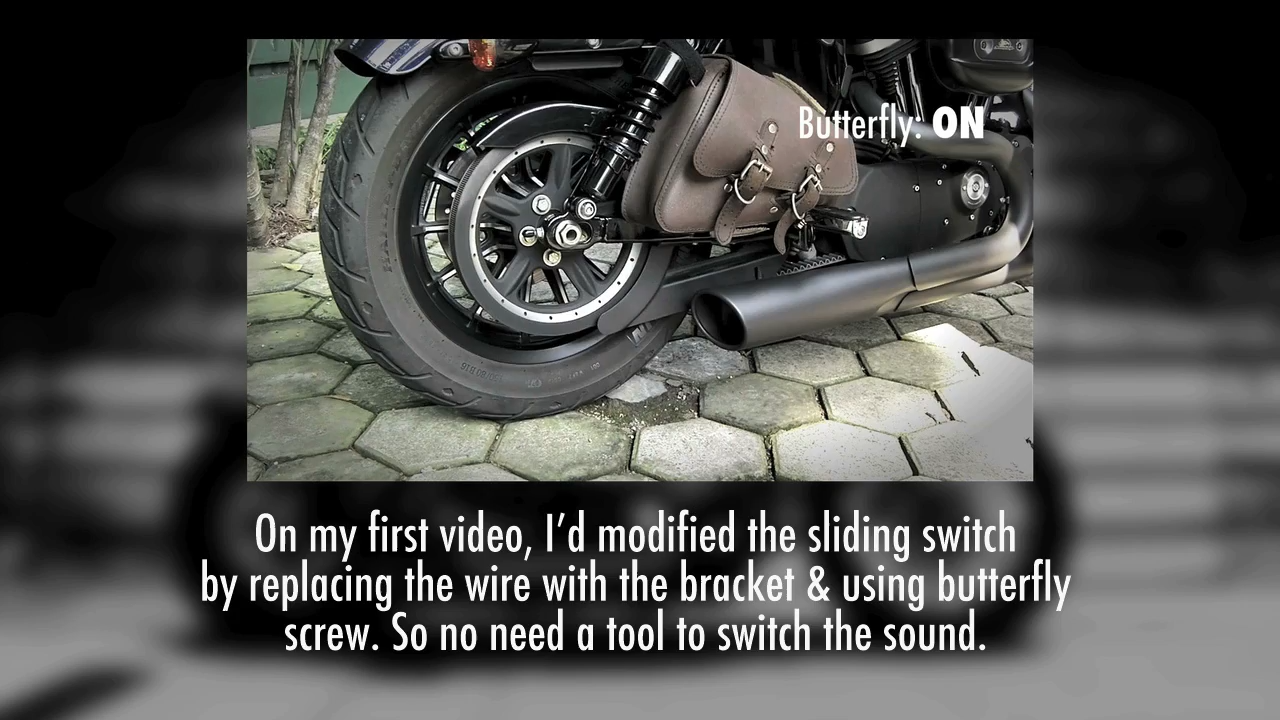 Butterfly: ON
On my first video, I’d modified the sliding switch
by replacing the wire with the bracket & using butterfly
screw. So no need a tool to switch the sound.